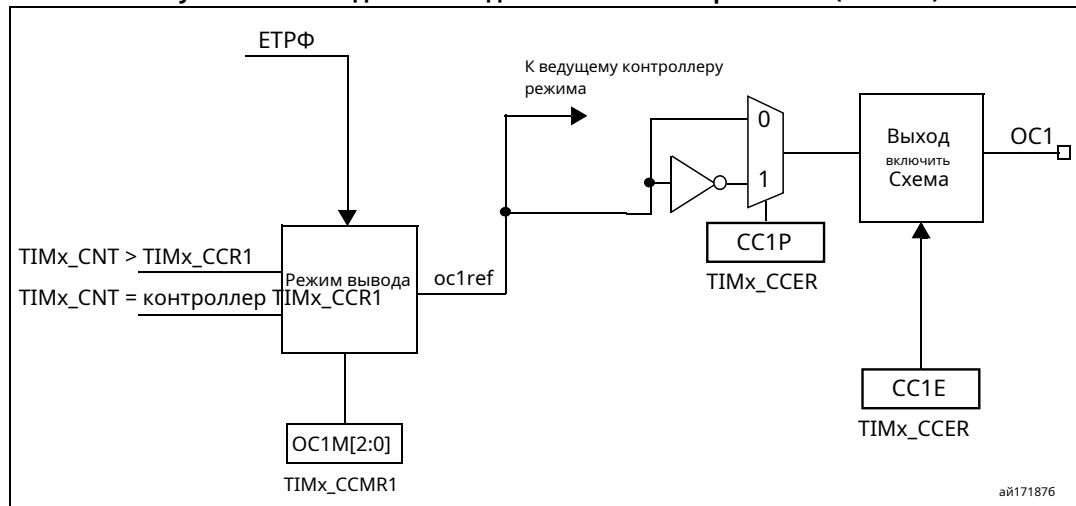 ЕТРФ
К ведущему контроллеру
режима
0
1
Выход
включить
Схема
OC1
CC1P
TIMx_CCER
TIMx_CNT > TIMx_CCR1
TIMx_CNT = контроллер TIMx_CCR1
Режим вывода
oc1ref
CC1E
TIMx_CCER
OC1M[2:0]
TIMx_CCMR1
ай17187б